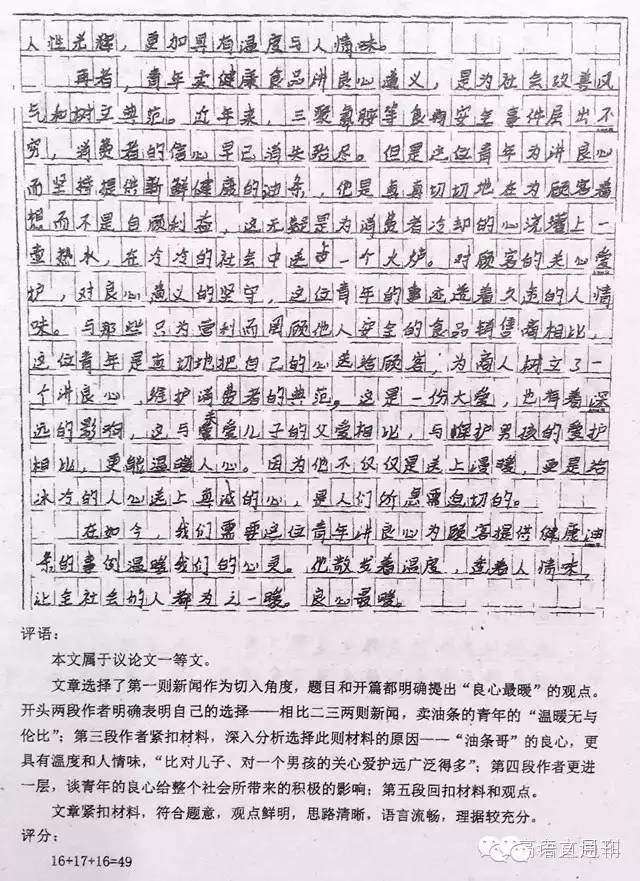 人性光辉，更加具有温度与人情味。
再者，青年卖健康食品讲良心道义，是为社会改善风
气和树立典范。近年来，三聚氰胺等食品安全事件层出不
穷，消费者的信心早已消失殆尽。但是这位青年为讲良心
而坚持提供新鲜健康的油条，他是真真切切地在为顾客着
想而不是自顾利益，这无疑是为消费者冷却的心浇灌上一
壶热水，在冷冷的社会中送去一个火炉。对顾客的关心爱
护，对良心道义的坚守，这位青年的事迹透着久违的人情
味。与那些只为营利而罔顾他人安全的食品销售商相比，
这位青年是真切地把自己的心送给顾客，为商人树立了一
个讲良心，维护消费者的典范。这是一份大爱，也有着深
远的影响，这与爱儿子的父爱相比，与维护男孩的爱护
相比，更能温暖人心。因为他不仅仅是送上温暖，更是给
冰冷的人心送上真诚的心，是人们所急需迫切的。
在如今，我们需要这位青年讲良心为顾客提供健康油
条的事例温暖我们的心灵。他散发着温度，透着人情味，
让全社会的人都为之一暖。良心最暖。
评语：
本文属于议论文一等文。
文章选择了第一则新闻作为切入角度，题目和开篇都明确提出“良心最暖”的观点。
开头两段作者明确表明自己的选择——相比二三两则新闻，卖油条的青年的“温暖无与
伦比”；第三段作者紧扣材料，深入分析选择此则材料的原因——“油条哥”的良心，更
具有温度和人情味，“比对儿子、对一个男孩的关心爱护远广泛得多”；第四段作者更进
一层，谈青年的良心给整个社会所带来的积极的影响；第五段回扣材料和观点。
文章紧扣材料，符合题意，观点鲜明，思路清晰，语言流畅，理据较充分。
评分：
16+17+16=49
高语直通周刊